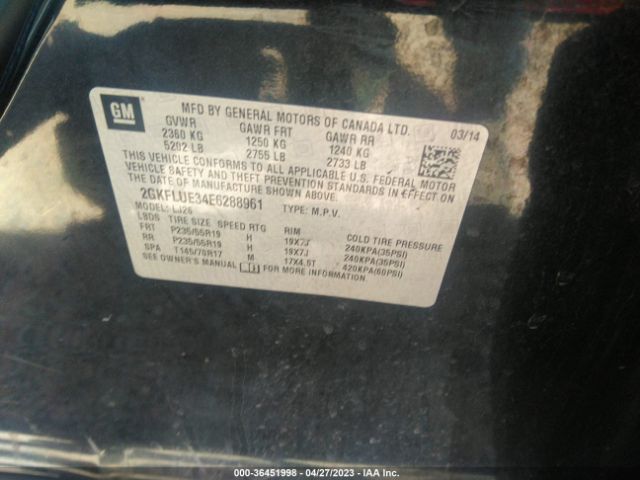 GM
MFD BY GENERAL MOTORS OF CANADA LTD. 03/14
GVWR GAWR FRT GAWR RR
2360 KG 1250 KG 1240 KG
5202 LB 2755 LB 2733 LB
THIS VEHICLE CONFORMS TO ALL APPLICABLE U.S. FEDERAL MOTOR
VEHICLE SAFETY, BUMPER, AND THEFT PREVENTION STANDARDS IN EFFECT ON THE
DATE OF MANUFACTURE SHOWN ABOVE.
2GKFLUE34E6288961 TYPE: M.P.V.
MODEL: LJ26
LBDS TIRE SIZE SPEED RTG RIM COLD TIRE PRESSURE
FRT P235/55R19 H 19X7J 240KPA(35PSI)
RR P235/55R19 H 19X7J 240KPA(35PSI)
SPA T145/70R17 M 17X4.5T 420KPA(60PSI)
SEE OWNER'S MANUAL FOR MORE INFORMATION.
000-36451998 - 04/27/2023 - IAA Inc.